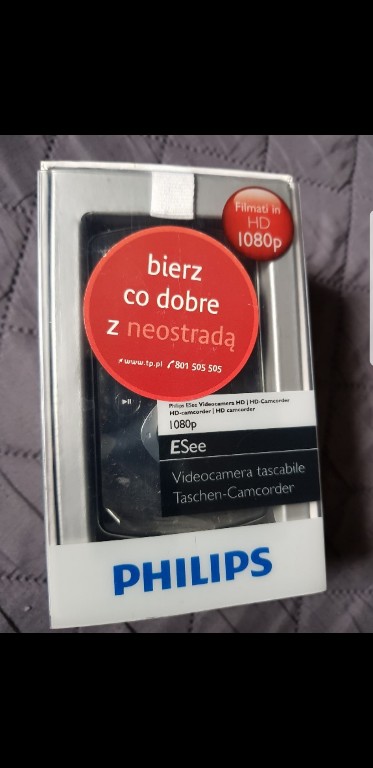 Filmati in
HD
1080p
bierz
co dobre
z neostradą
www.tp.pl 801 505 505
Philips ESee Videocamera HD | HD-Camcorder
HD-camcorder | HD camcorder
1080p
ESee
Videocamera tascabile
Taschen-Camcorder
PHILIPS